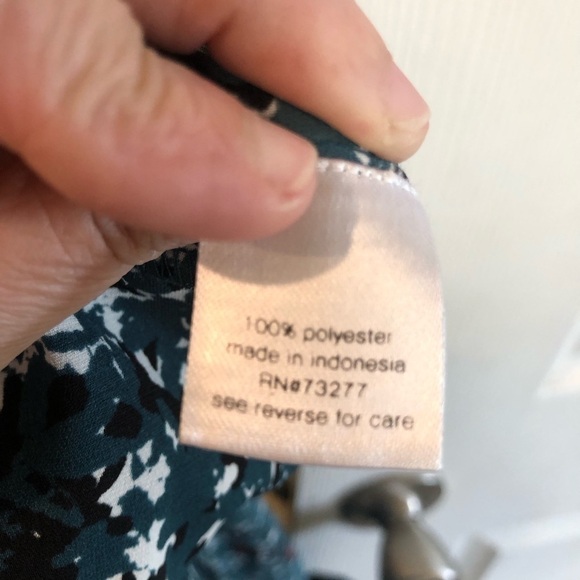 100% polyester
made in indonesia
RN#73277
see reverse for care